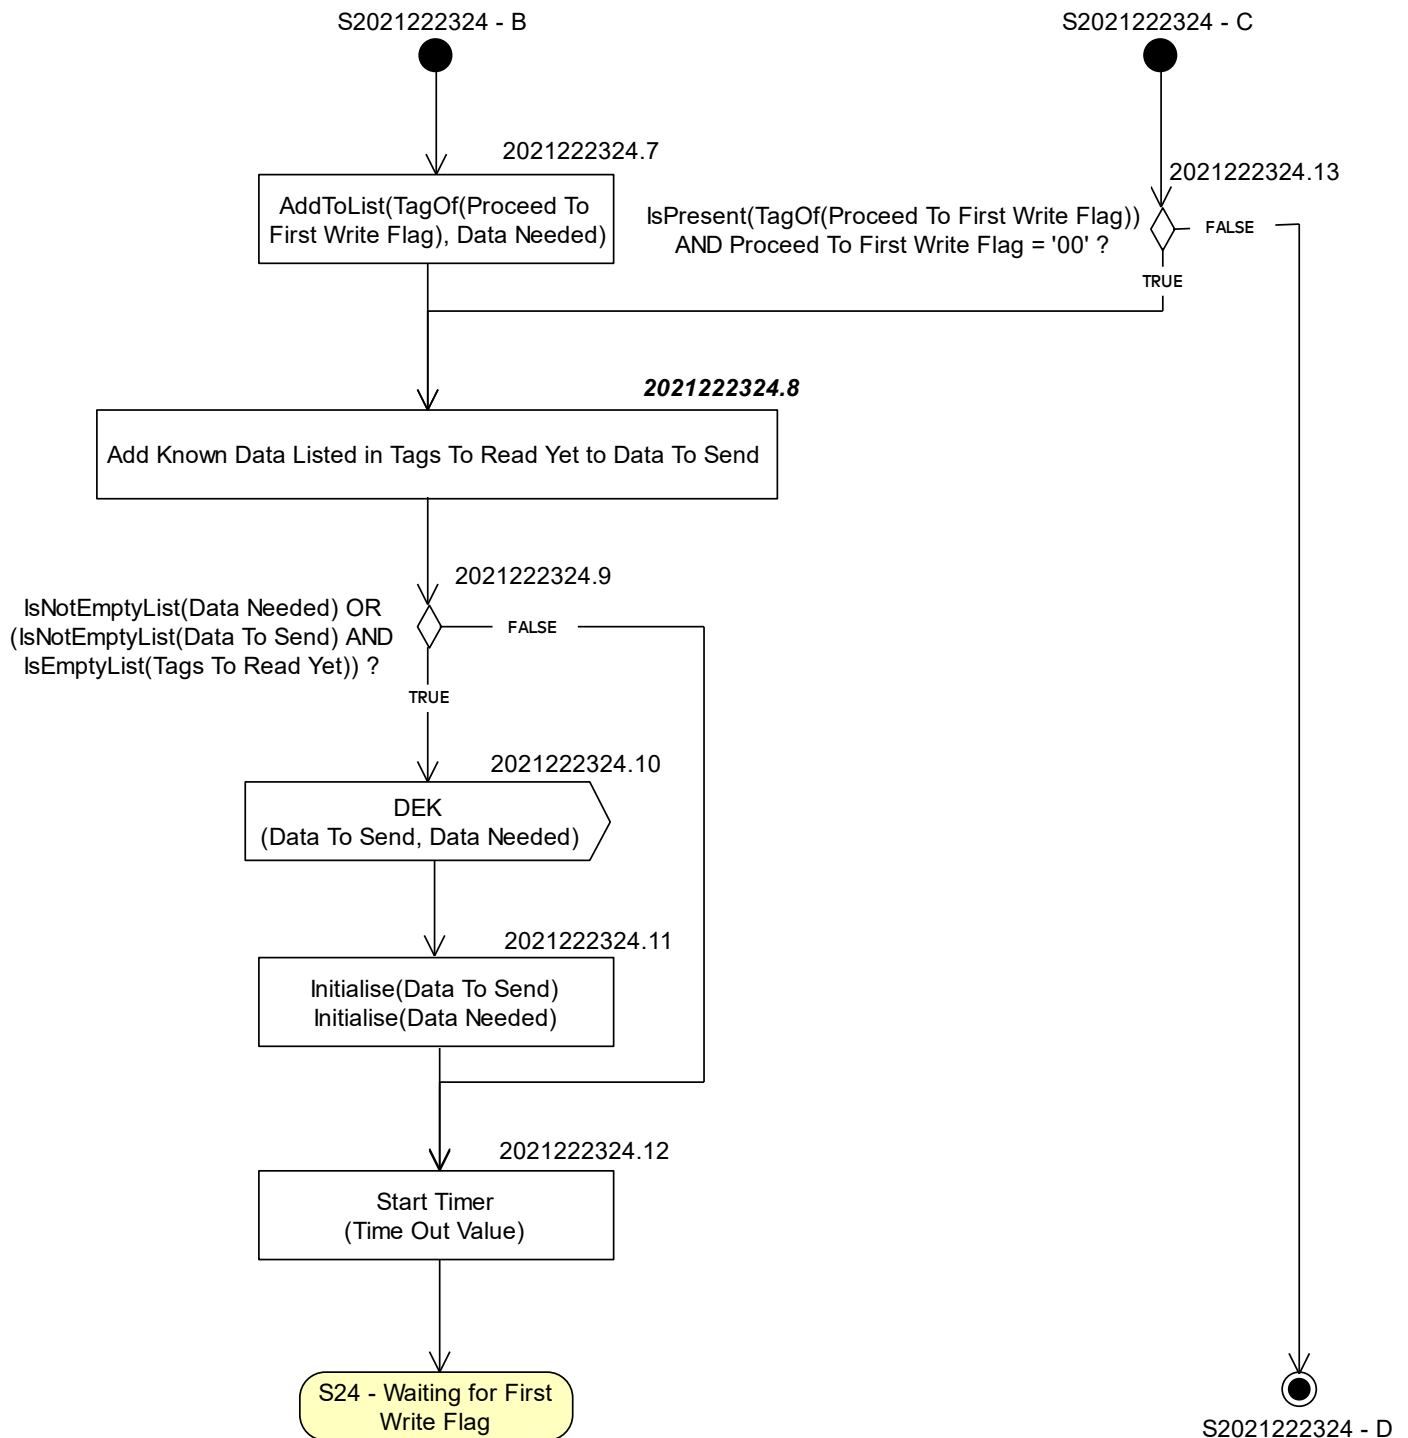 S2021222324 - B
S2021222324 - C
2021222324.7
2021222324.13
AddToList(TagOf(Proceed To
First Write Flag), Data Needed)
IsPresent(TagOf(Proceed To First Write Flag))
AND Proceed To First Write Flag = '00' ?
FALSE
TRUE
2021222324.8
Add Known Data Listed in Tags To Read Yet to Data To Send
2021222324.9
IsNotEmptyList(Data Needed) OR
(IsNotEmptyList(Data To Send) AND
IsEmptyList(Tags To Read Yet)) ?
FALSE
TRUE
2021222324.10
DEK
(Data To Send, Data Needed)
2021222324.11
Initialise(Data To Send)
Initialise(Data Needed)
2021222324.12
Start Timer
(Time Out Value)
S24 - Waiting for First
Write Flag
S2021222324 - D